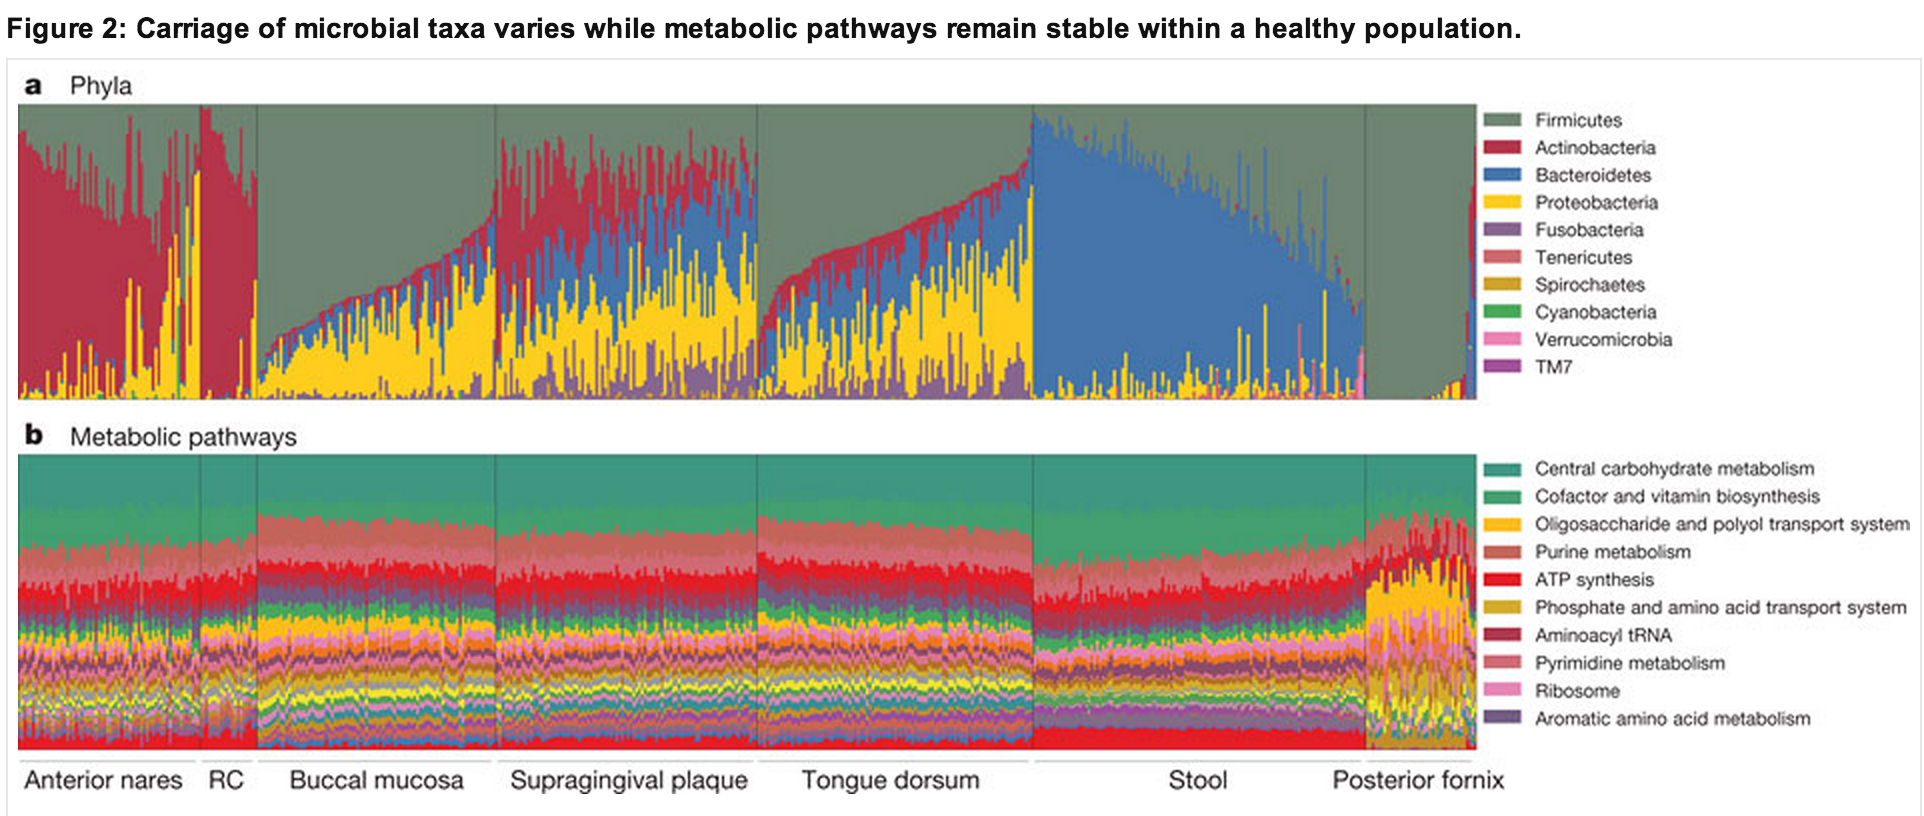 Figure 2: Carriage of microbial taxa varies while metabolic pathways remain stable within a healthy population.
a Phyla
Firmicutes
Actinobacteria
Bacteroidetes
Proteobacteria
Fusobacteria
Tenericutes
Spirochaetes
Cyanobacteria
Verrucomicrobia
TM7
b Metabolic pathways
Central carbohydrate metabolism
Cofactor and vitamin biosynthesis
Oligosaccharide and polyol transport system
Purine metabolism
ATP synthesis
Phosphate and amino acid transport system
Aminoacyl tRNA
Pyrimidine metabolism
Ribosome
Aromatic amino acid metabolism
Anterior nares RC Buccal mucosa Supragingival plaque Tongue dorsum Stool Posterior fornix